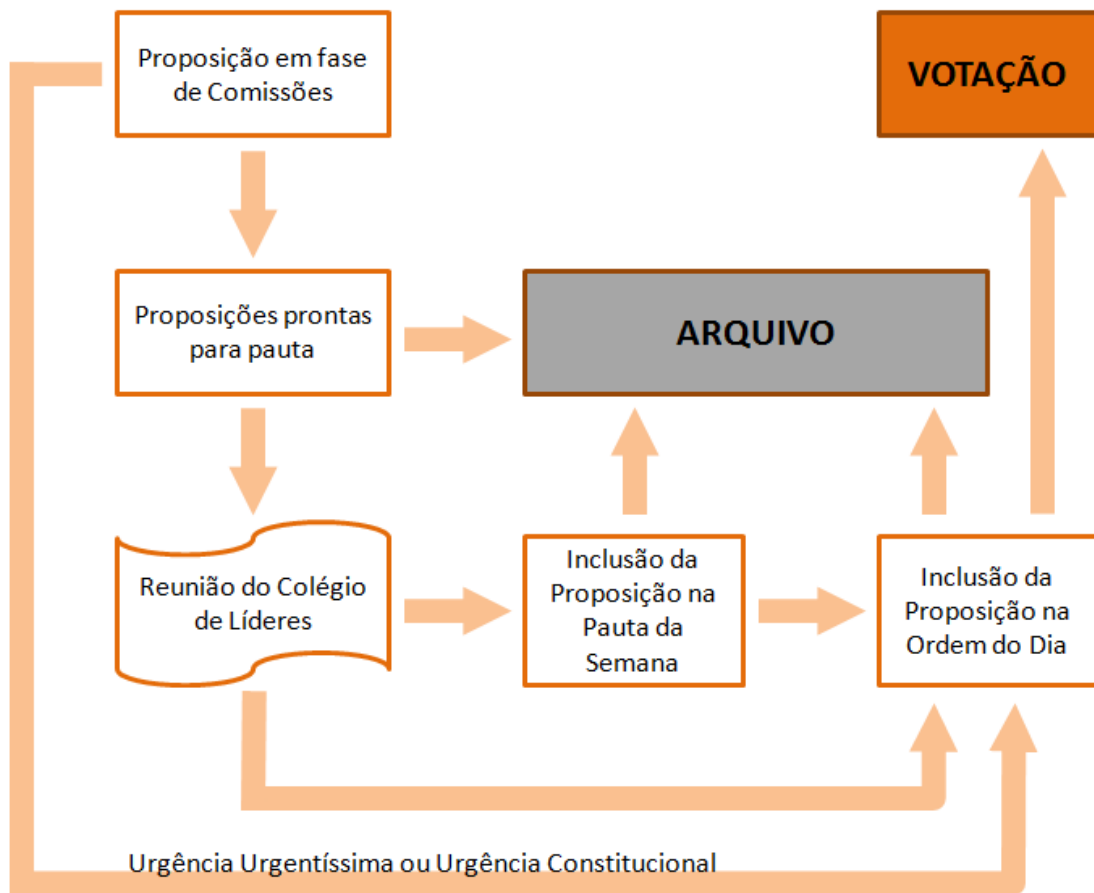 Proposição em fase
de Comissões
VOTAÇÃO
Proposições prontas
para pauta
ARQUIVO
Reunião do Colégio
de Líderes
Inclusão da
Proposição na
Pauta da
Semana
Inclusão da
Proposição na
Ordem do Dia
Urgência Urgentíssima ou Urgência Constitucional